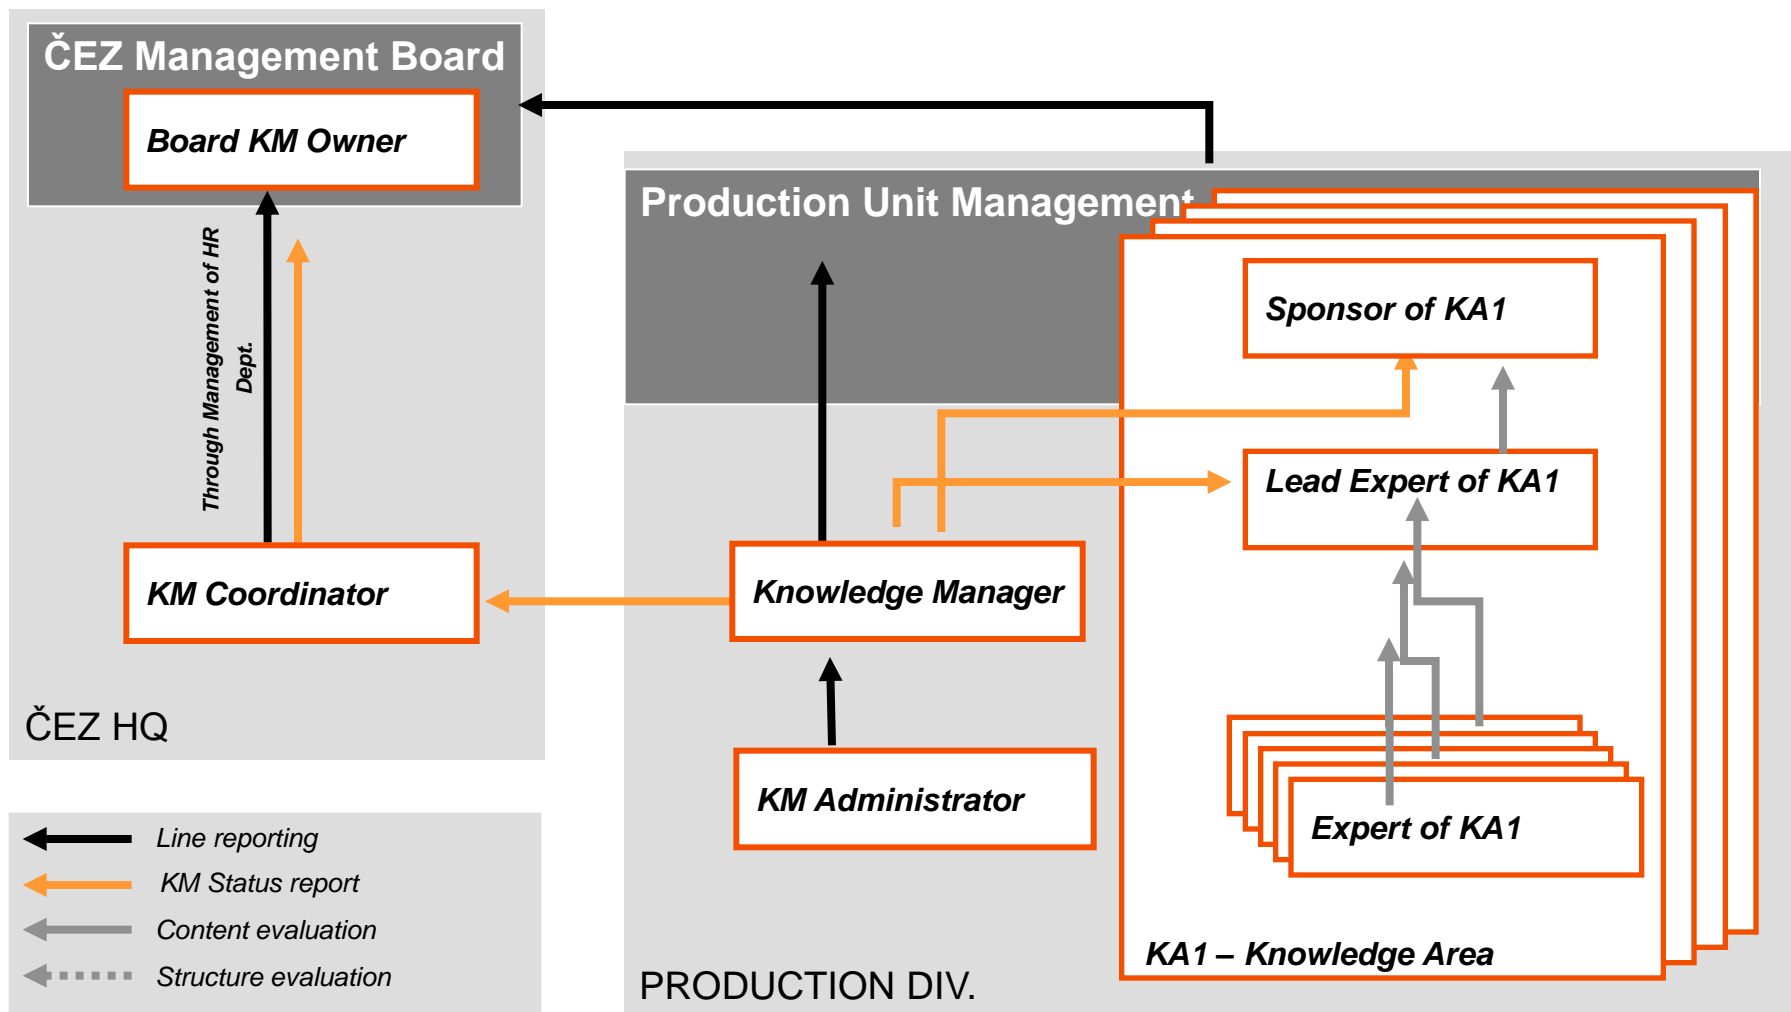 ČEZ Management Board
Board KM Owner
Through Management of HR
Dept.
KM Coordinator
ČEZ HQ
Production Unit Management
Sponsor of KA1
Lead Expert of KA1
Knowledge Manager
KM Administrator
Expert of KA1
KA1 – Knowledge Area
PRODUCTION DIV.
Line reporting
KM Status report
Content evaluation
Structure evaluation